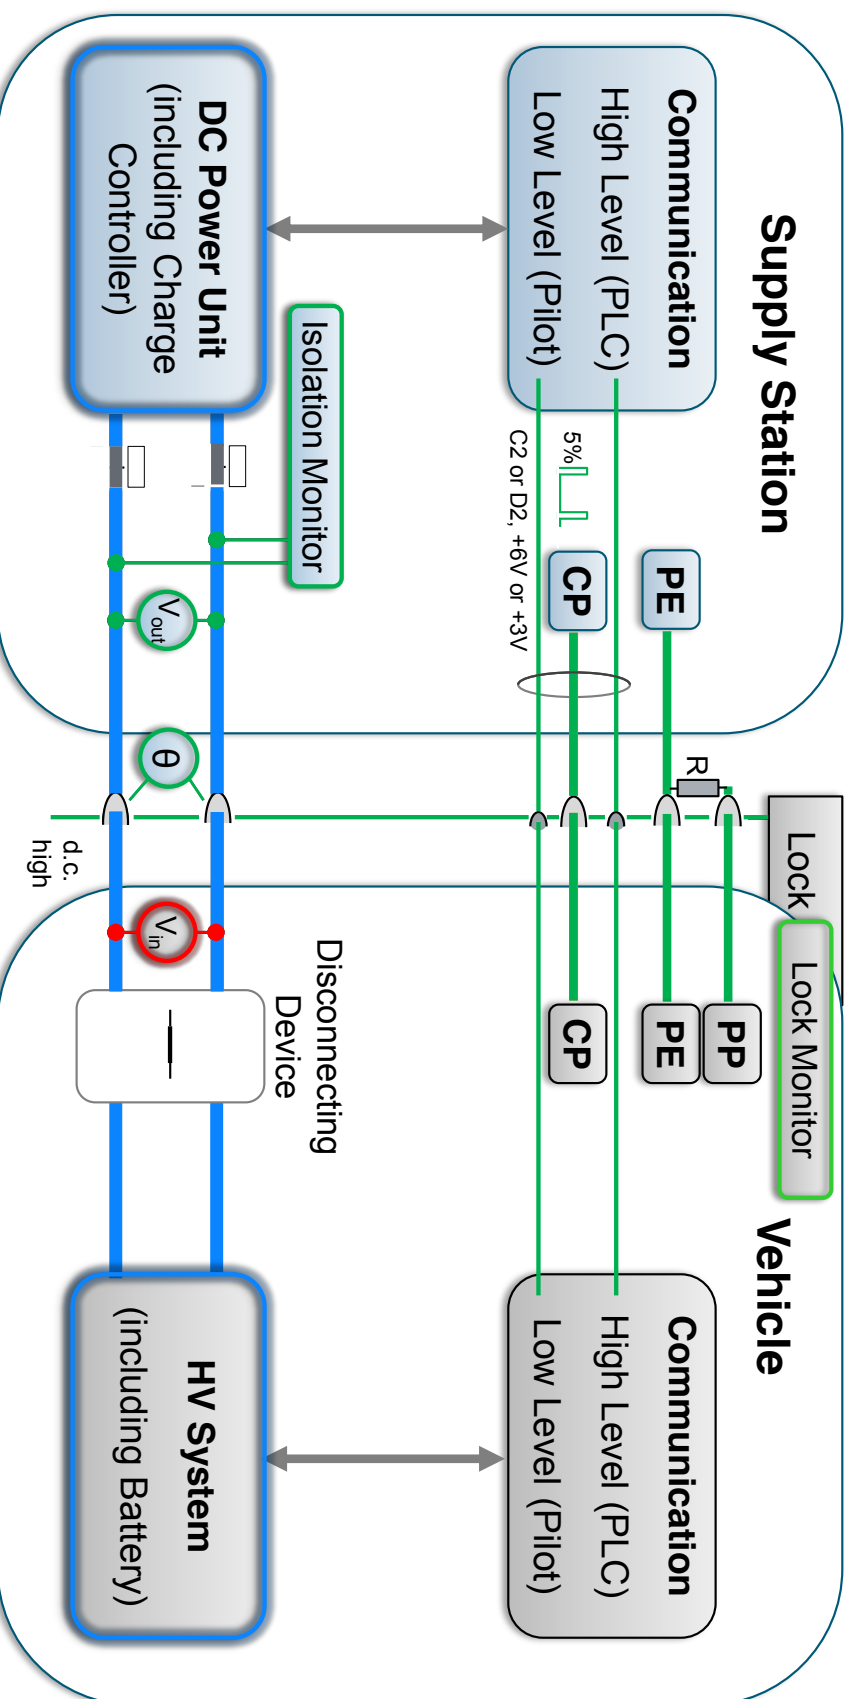 Supply Station
Communication
High Level (PLC)
Low Level (Pilot)
DC Power Unit
(including Charge
Controller)
Isolation Monitor
5%
C2 or D2, +6V or +3V
PE
CP
V out
θ
R
d.c.
high
Lock
Lock Monitor
Vehicle
PP
PE
CP
V in
Disconnecting
Device
Communication
High Level (PLC)
Low Level (Pilot)
HV System
(including Battery)